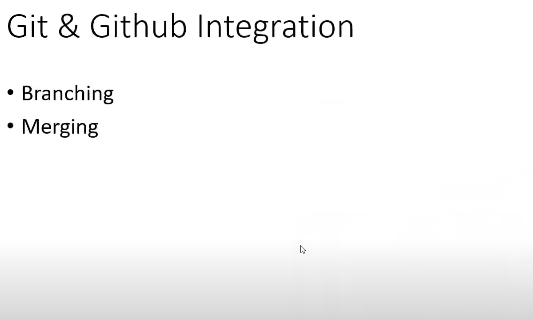 Git & Github Integration
• Branching
• Merging